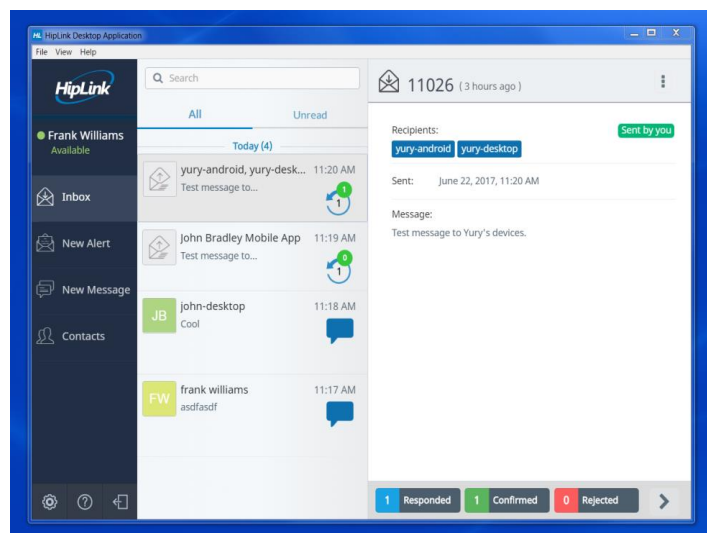 HL HipLink Desktop Application
File View Help
HipLink
Frank Williams
Available
Inbox
New Alert
New Message
Contacts
Search
All Unread
Today (4)
yury-android, yury-desk... 11:20 AM
Test message to...
1
1
John Bradley Mobile App 11:19 AM
Test message to...
0
1
JB john-desktop 11:18 AM
Cool
FW frank williams 11:17 AM
asdfasdf
11026 (3 hours ago)
Recipients: Sent by you
yury-android yury-desktop
Sent: June 22, 2017, 11:20 AM
Message:
Test message to Yury's devices.
1 Responded 1 Confirmed 0 Rejected